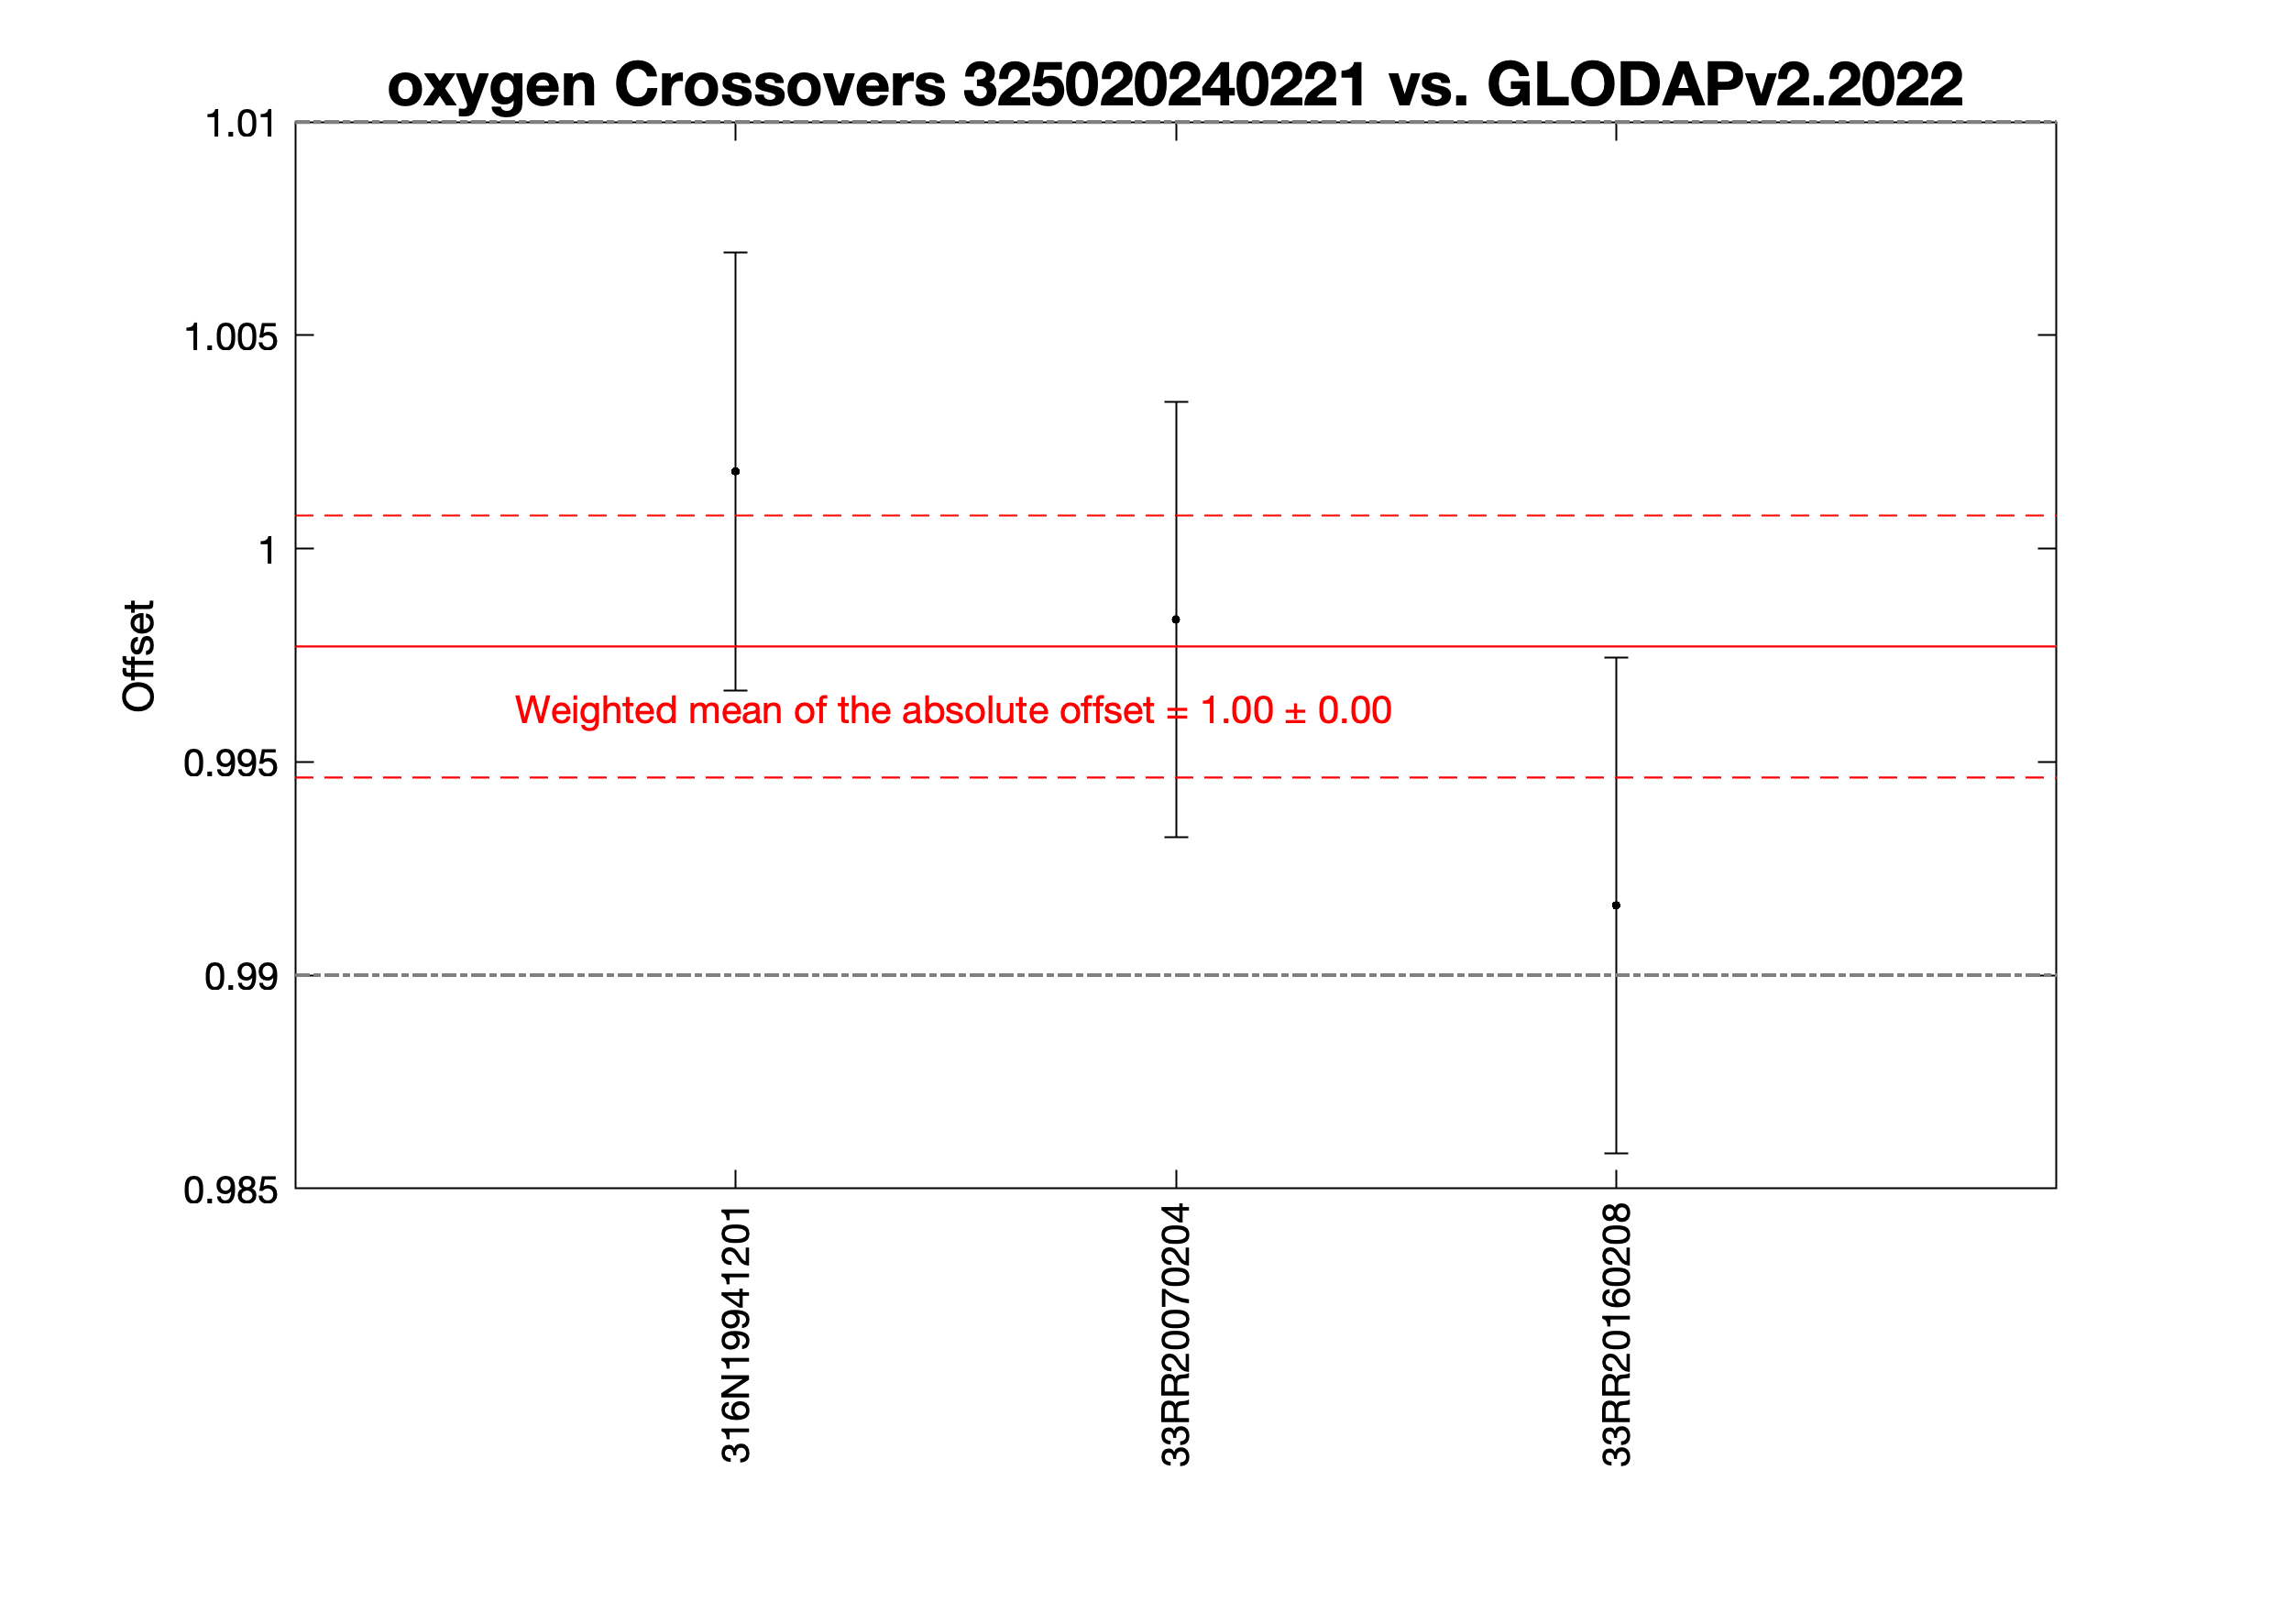 oxygen Crossovers 325020240221 vs. GLODAPv2.2022
1.01
1.005
1
0.995
0.99
0.985
Offset
Weighted mean of the absolute offset = 1.00 ± 0.00
316N19941201
33RR20070204
33RR20160208